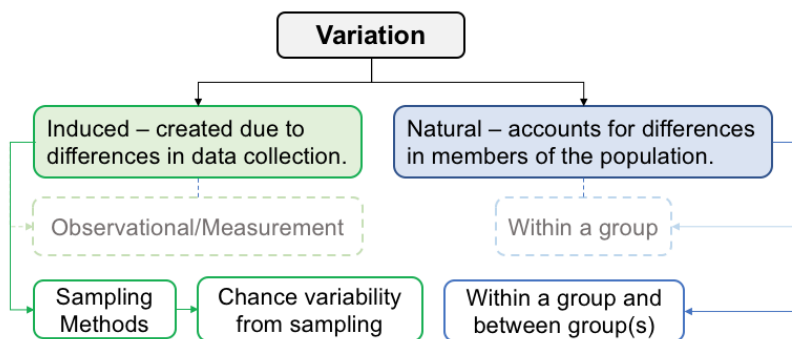 Variation
Induced – created due to
differences in data collection.
Natural – accounts for differences
in members of the population.
Observational/Measurement
Within a group
Sampling
Methods
Chance variability
from sampling
Within a group and
between group(s)